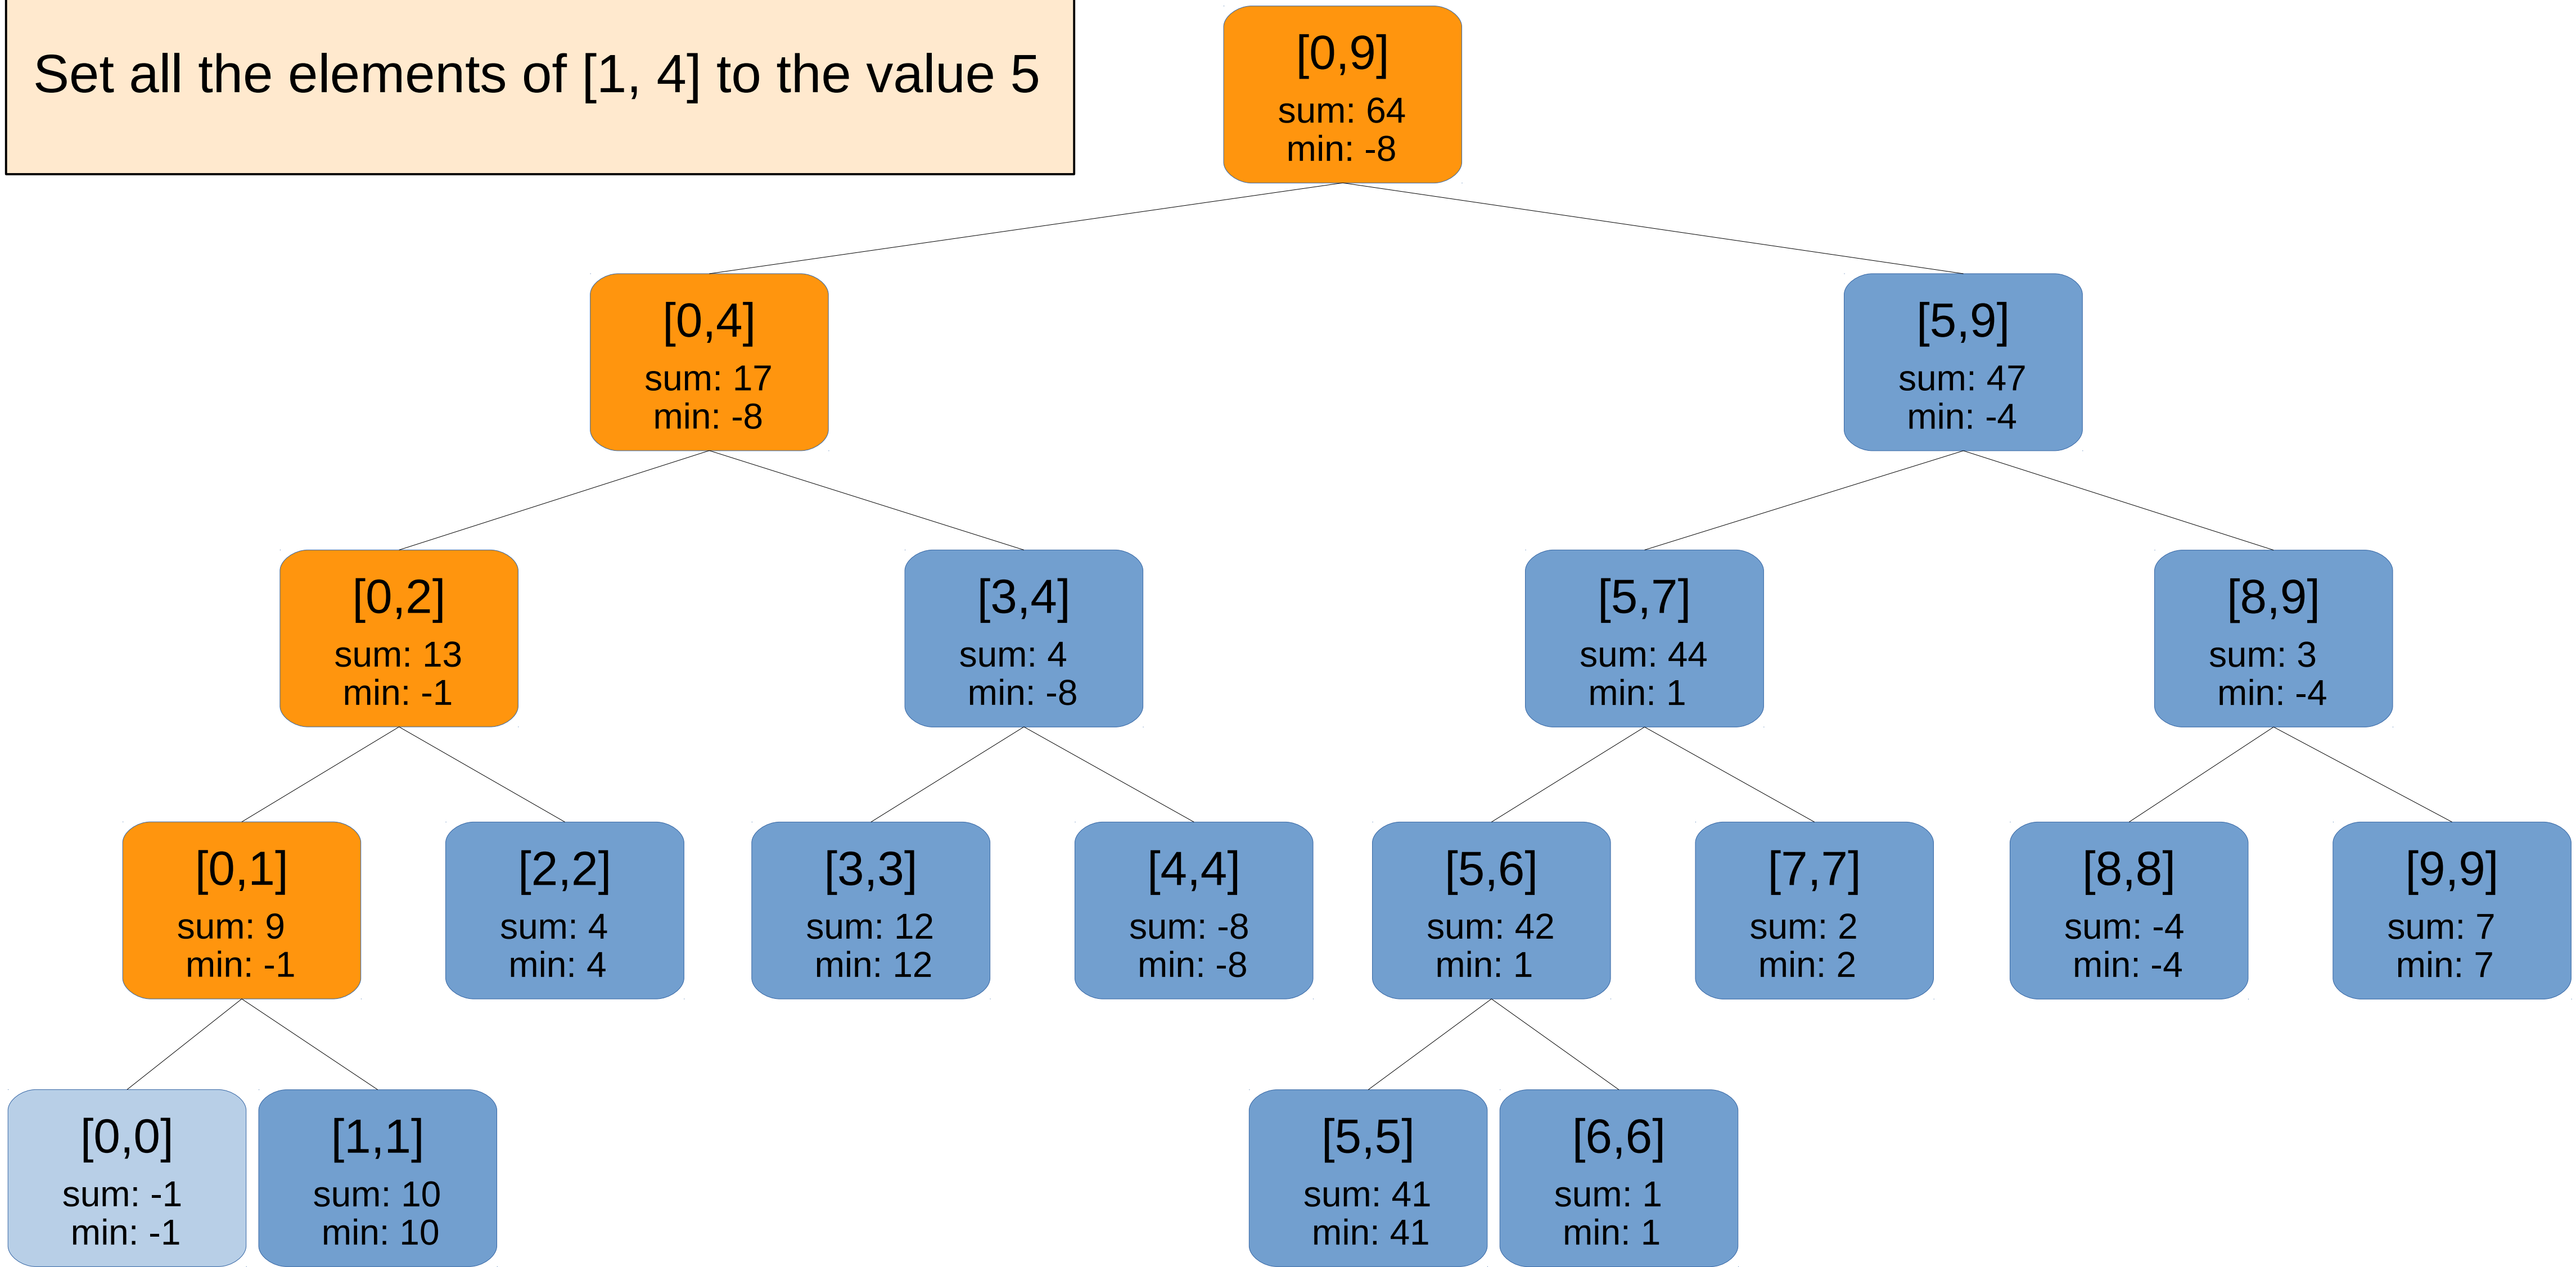 Set all the elements of [1, 4] to the value 5
[0,9]
sum: 64
min: -8
[0,4]
sum: 17
min: -8
[5,9]
sum: 47
min: -4
[0,2]
sum: 13
min: -1
[3,4]
sum: 4
min: -8
[5,7]
sum: 44
min: 1
[8,9]
sum: 3
min: -4
[0,1]
sum: 9
min: -1
[2,2]
sum: 4
min: 4
[3,3]
sum: 12
min: 12
[4,4]
sum: -8
min: -8
[5,6]
sum: 42
min: 1
[7,7]
sum: 2
min: 2
[8,8]
sum: -4
min: -4
[9,9]
sum: 7
min: 7
[0,0]
sum: -1
min: -1
[1,1]
sum: 10
min: 10
[5,5]
sum: 41
min: 41
[6,6]
sum: 1
min: 1